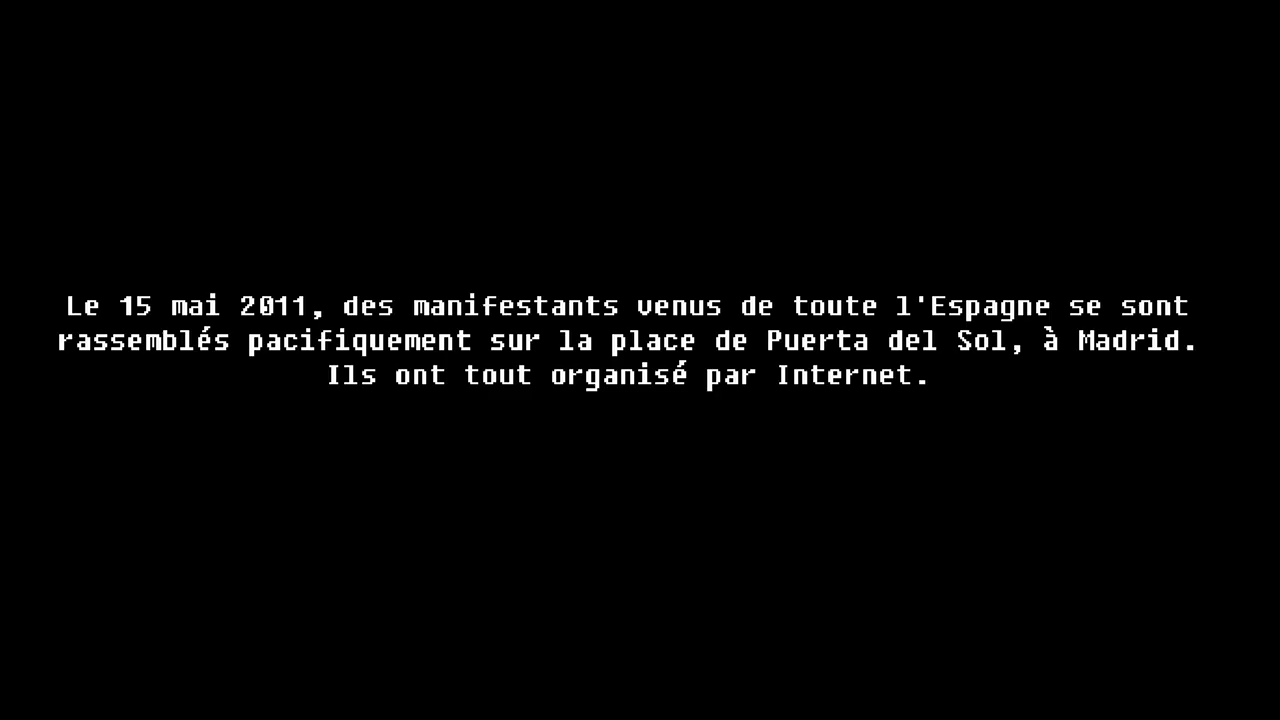 Le 15 mai 2011, des manifestants venus de toute l'Espagne se sont
rassemblés pacifiquement sur la place de Puerta del Sol, à Madrid.
Ils ont tout organisé par Internet.